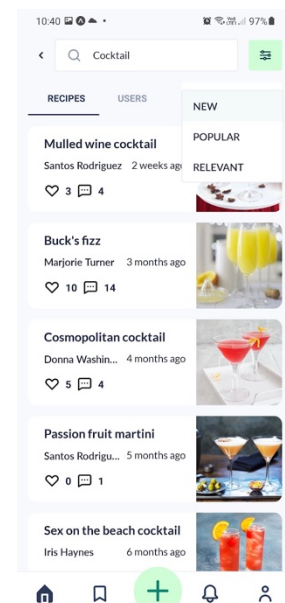 10:40
97%
Cocktail
RECIPES
USERS
NEW
POPULAR
RELEVANT
Mulled wine cocktail
Santos Rodriguez 2 weeks ag
3 4
Buck's fizz
Marjorie Turner 3 months ago
10 14
Cosmopolitan cocktail
Donna Washin... 4 months ago
5 4
Passion fruit martini
Santos Rodrigu... 5 months ago
0 1
Sex on the beach cocktail
Iris Haynes 6 months ago